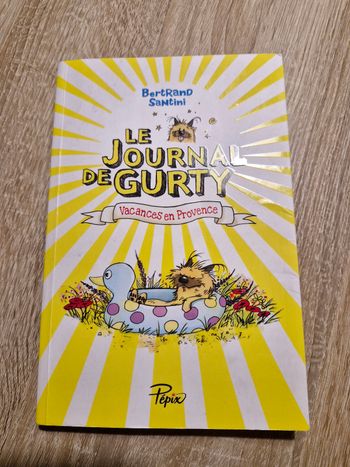 Bertrand
Santini
LE
JOURNAL
DE GURTY
Vacances en Provence
Pépix